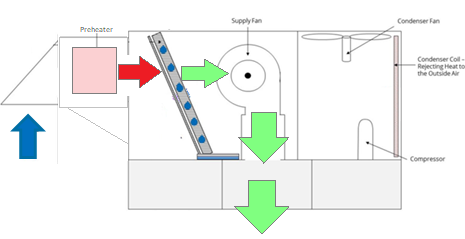 Preheater
Supply Fan
Condenser Fan
Condenser Coil –
Rejecting Heat to
the Outside Air
Compressor